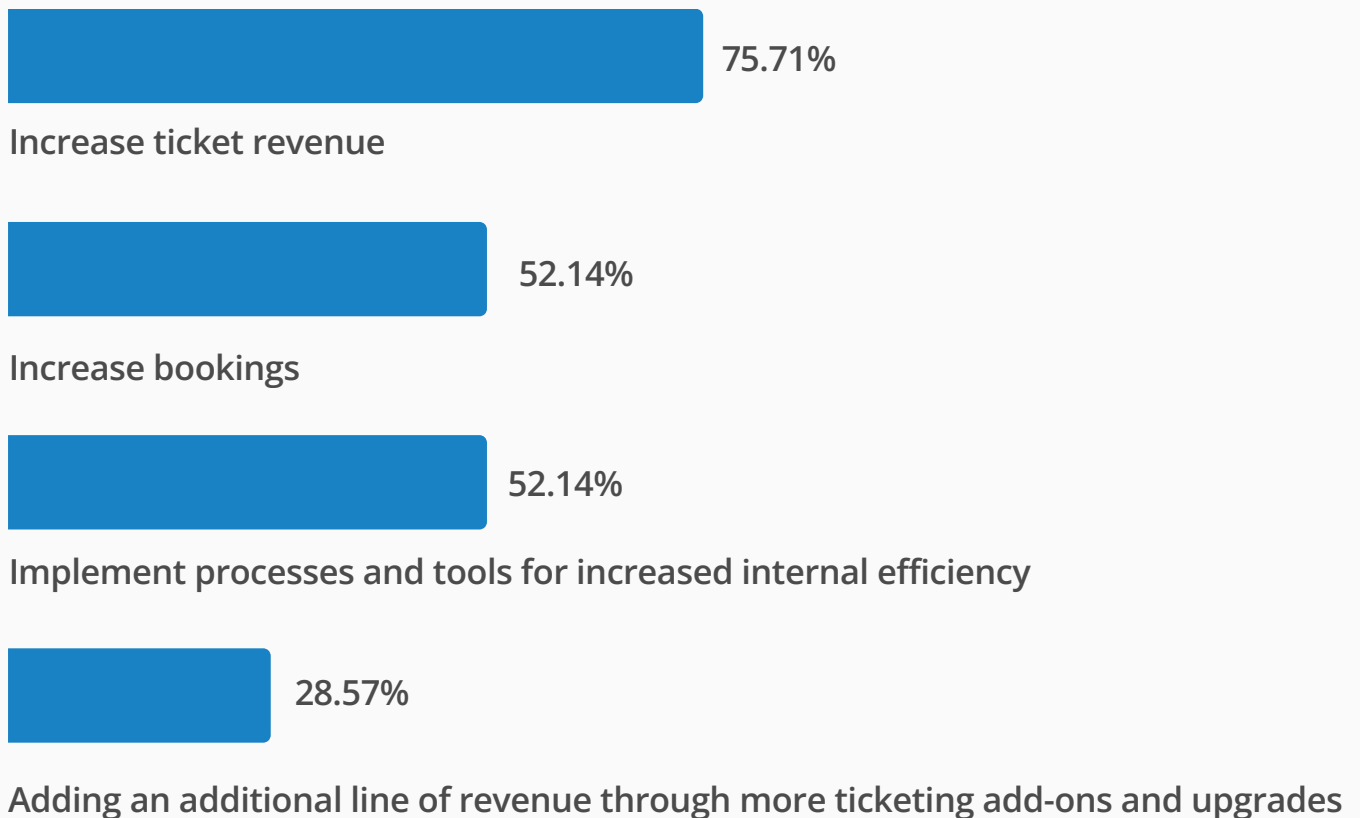 75.71%
Increase ticket revenue
52.14%
Increase bookings
52.14%
Implement processes and tools for increased internal efficiency
28.57%
Adding an additional line of revenue through more ticketing add-ons and upgrades